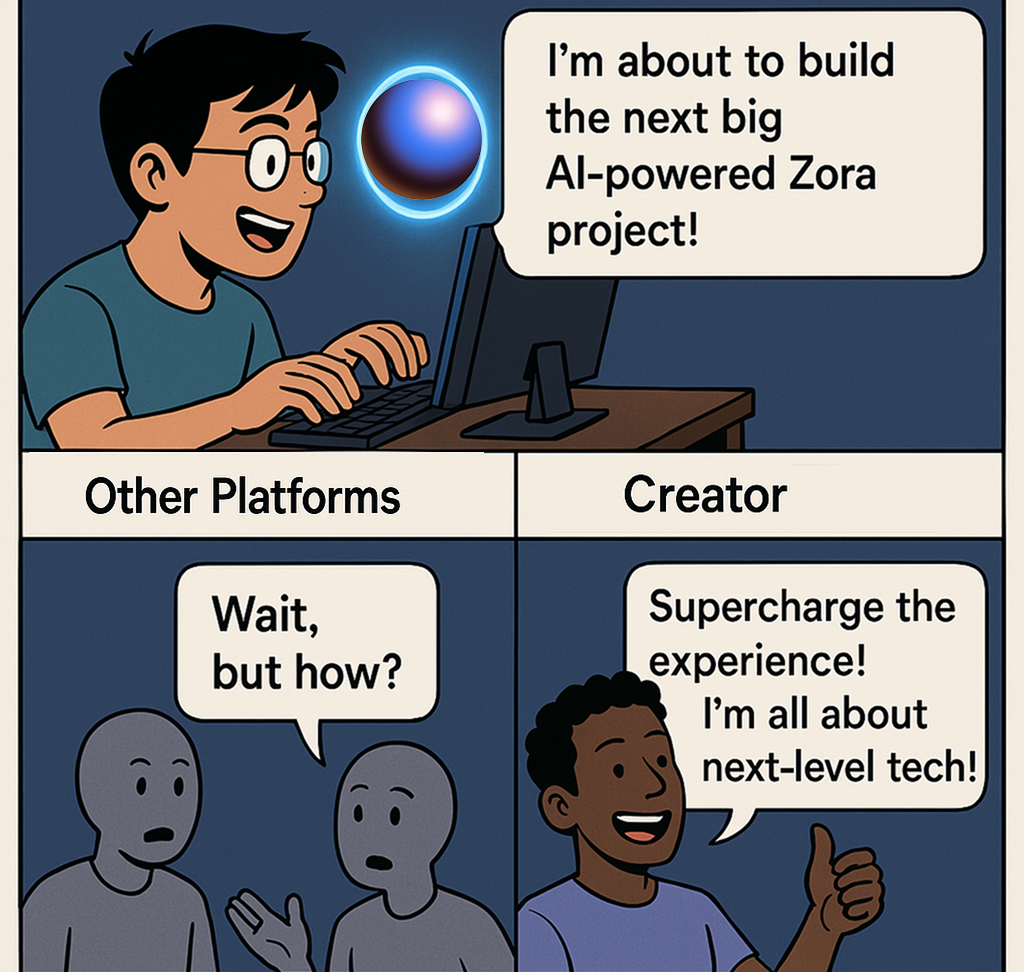 I'm about to build
the next big
AI-powered Zora
project!
Other Platforms
Creator
Wait,
but how?
Supercharge the
experience!
I'm all about
next-level tech!